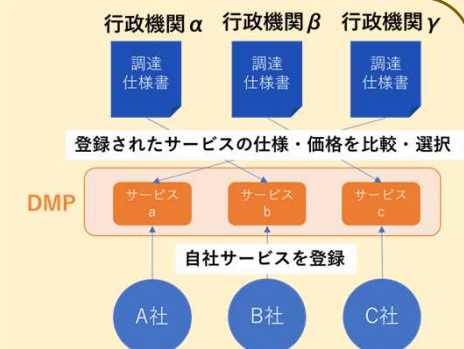 行政機関α 行政機関β 行政機関γ
調達 調達 調達
仕様書 仕様書 仕様書
登録されたサービスの仕様・価格を比較・選択
DMP
サービス サービス サービス
a b c
自社サービスを登録
A社 B社 C社